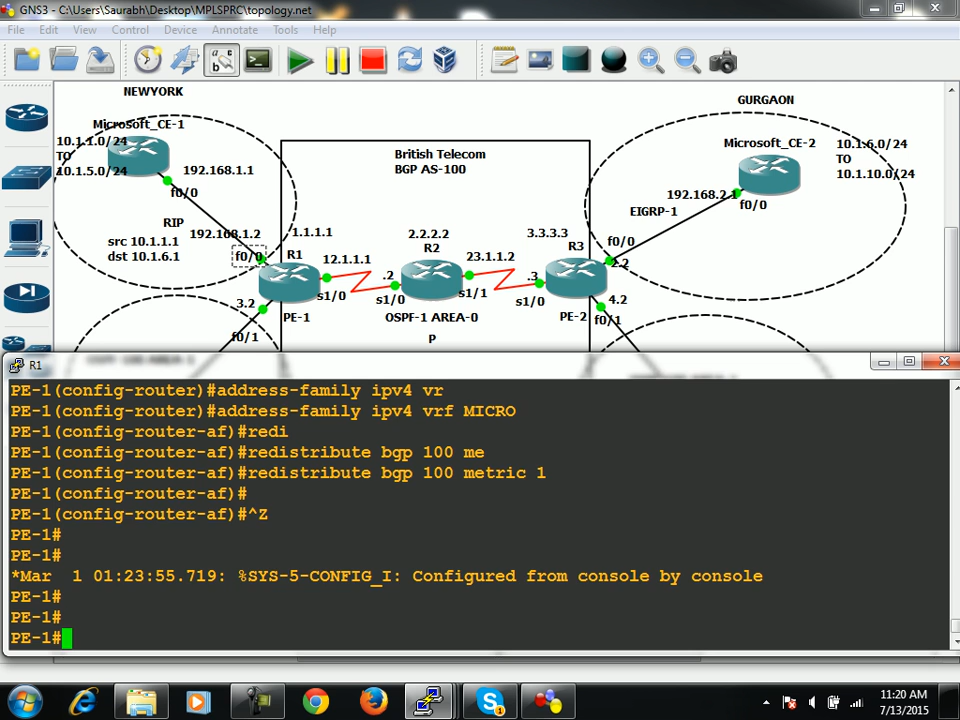 GNS3 - C:\Users\Saurabh\Desktop\MPLSPRC\topology.net
File Edit View Control Device Annotate Tools Help
NEWYORK
GURGAON
Microsoft_CE-1
10.1.1.0/24
TO
10.1.5.0/24
192.168.1.1
f0/0
RIP
src 10.1.1.1
dst 10.1.6.1
192.168.1.2
f0/0
British Telecom
BGP AS-100
1.1.1.1
R1
12.1.1.1
s1/0
PE-1
3.2
f0/1
2.2.2.2
R2
.2
s1/0
23.1.1.2
s1/1
OSPF-1 AREA-0
P
3.3.3.3
R3
.3
s1/0
PE-2
f0/0
2.2
4.2
f0/1
Microsoft_CE-2
192.168.2.1
f0/0
EIGRP-1
10.1.6.0/24
TO
10.1.10.0/24
R1
PE-1(config-router)#address-family ipv4 vr
PE-1(config-router)#address-family ipv4 vrf MICRO
PE-1(config-router-af)#redi
PE-1(config-router-af)#redistribute bgp 100 me
PE-1(config-router-af)#redistribute bgp 100 metric 1
PE-1(config-router-af)#
PE-1(config-router-af)#^Z
PE-1#
PE-1#
*Mar  1 01:23:55.719: %SYS-5-CONFIG_I: Configured from console by console
PE-1#
PE-1#
PE-1#
11:20 AM
7/13/2015